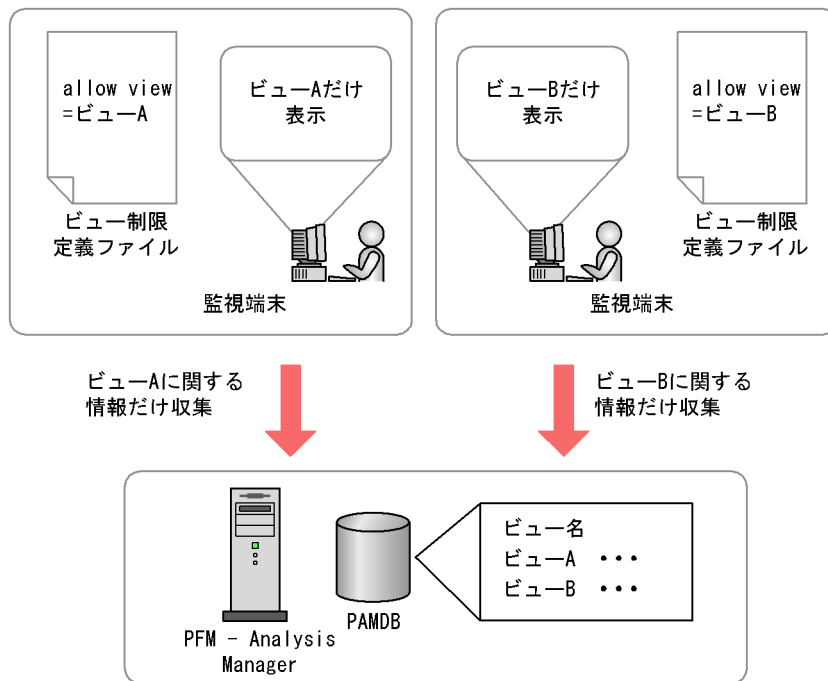 allow view
=ビューA
ビュー制限
定義ファイル
ビューAだけ
表示
監視端末
ビューBだけ
表示
allow view
=ビューB
ビュー制限
定義ファイル
監視端末
ビューAに関する
情報だけ収集
ビューBに関する
情報だけ収集
PFM - Analysis
Manager
PAMDB
ビュー名
ビューA ・・・
ビューB ・・・